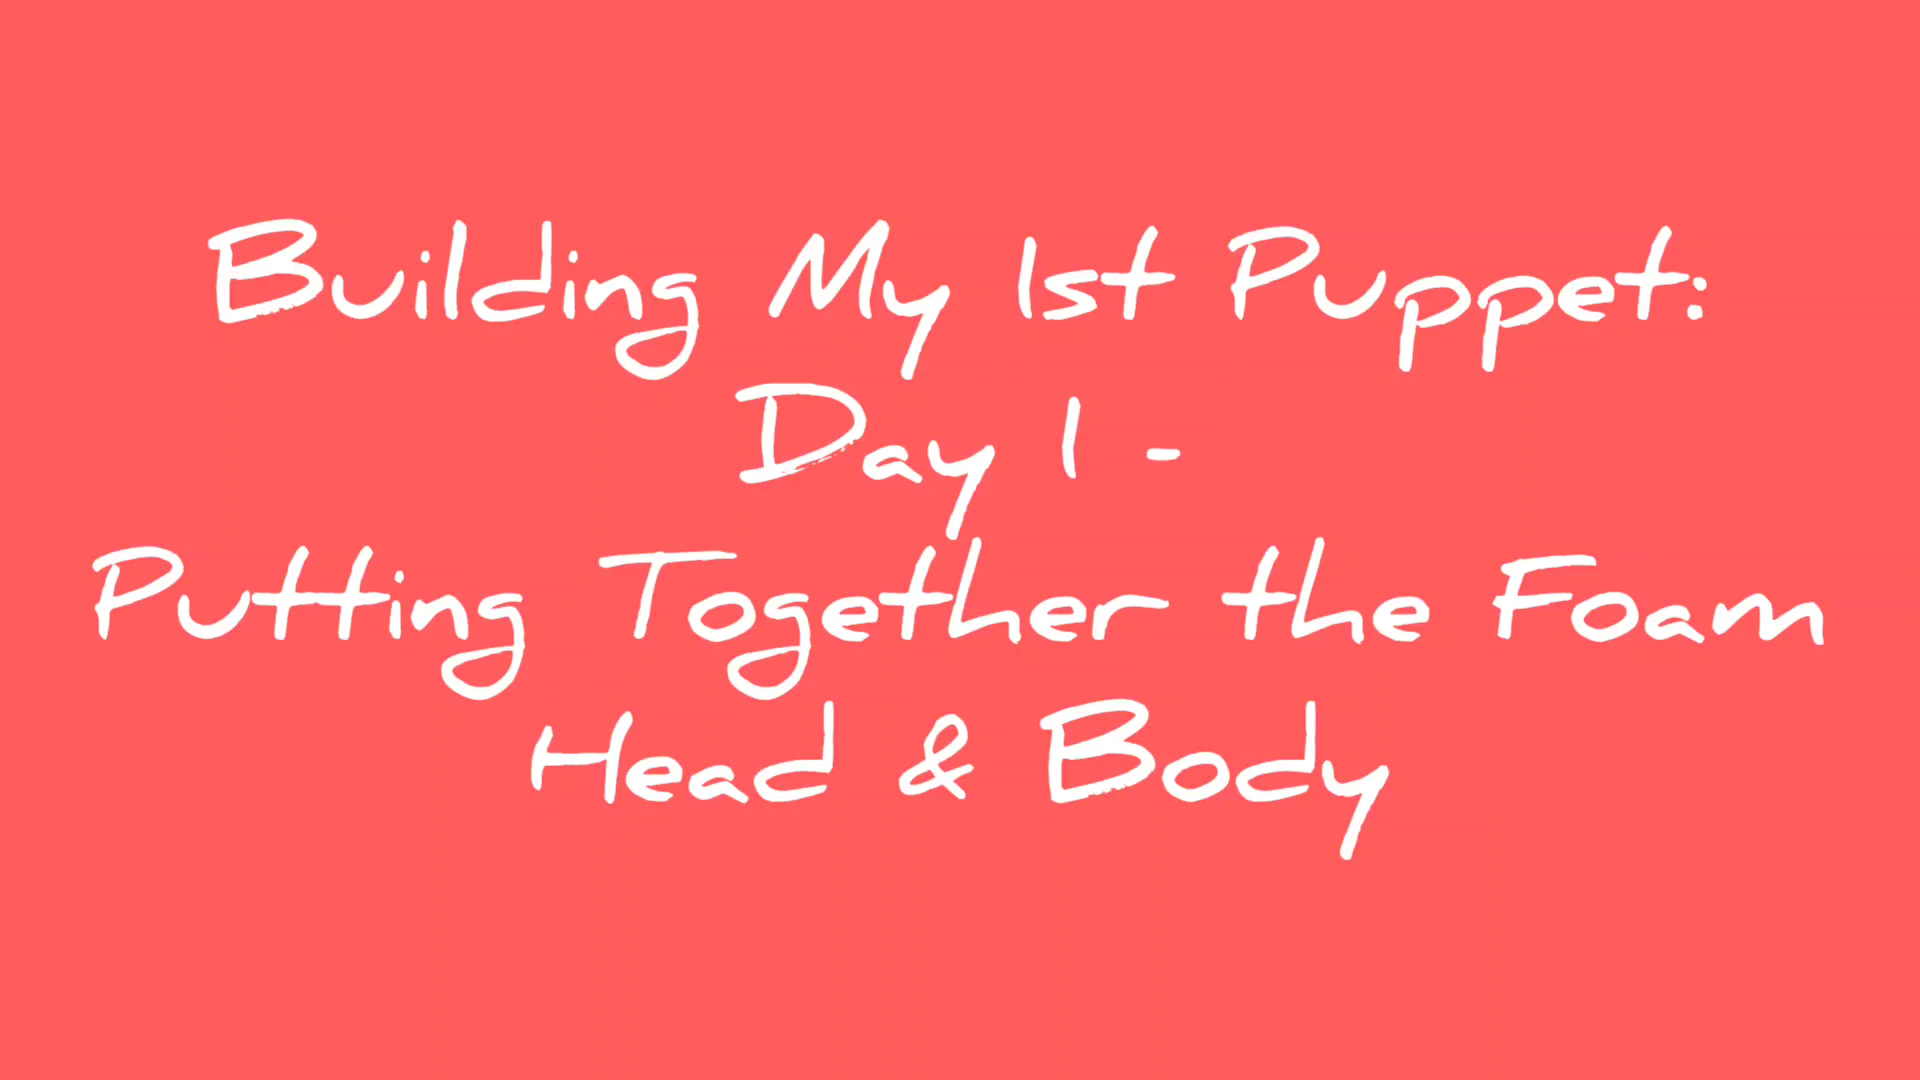 Building My 1st Puppet:
Day 1 -
Putting Together the Foam
Head & Body